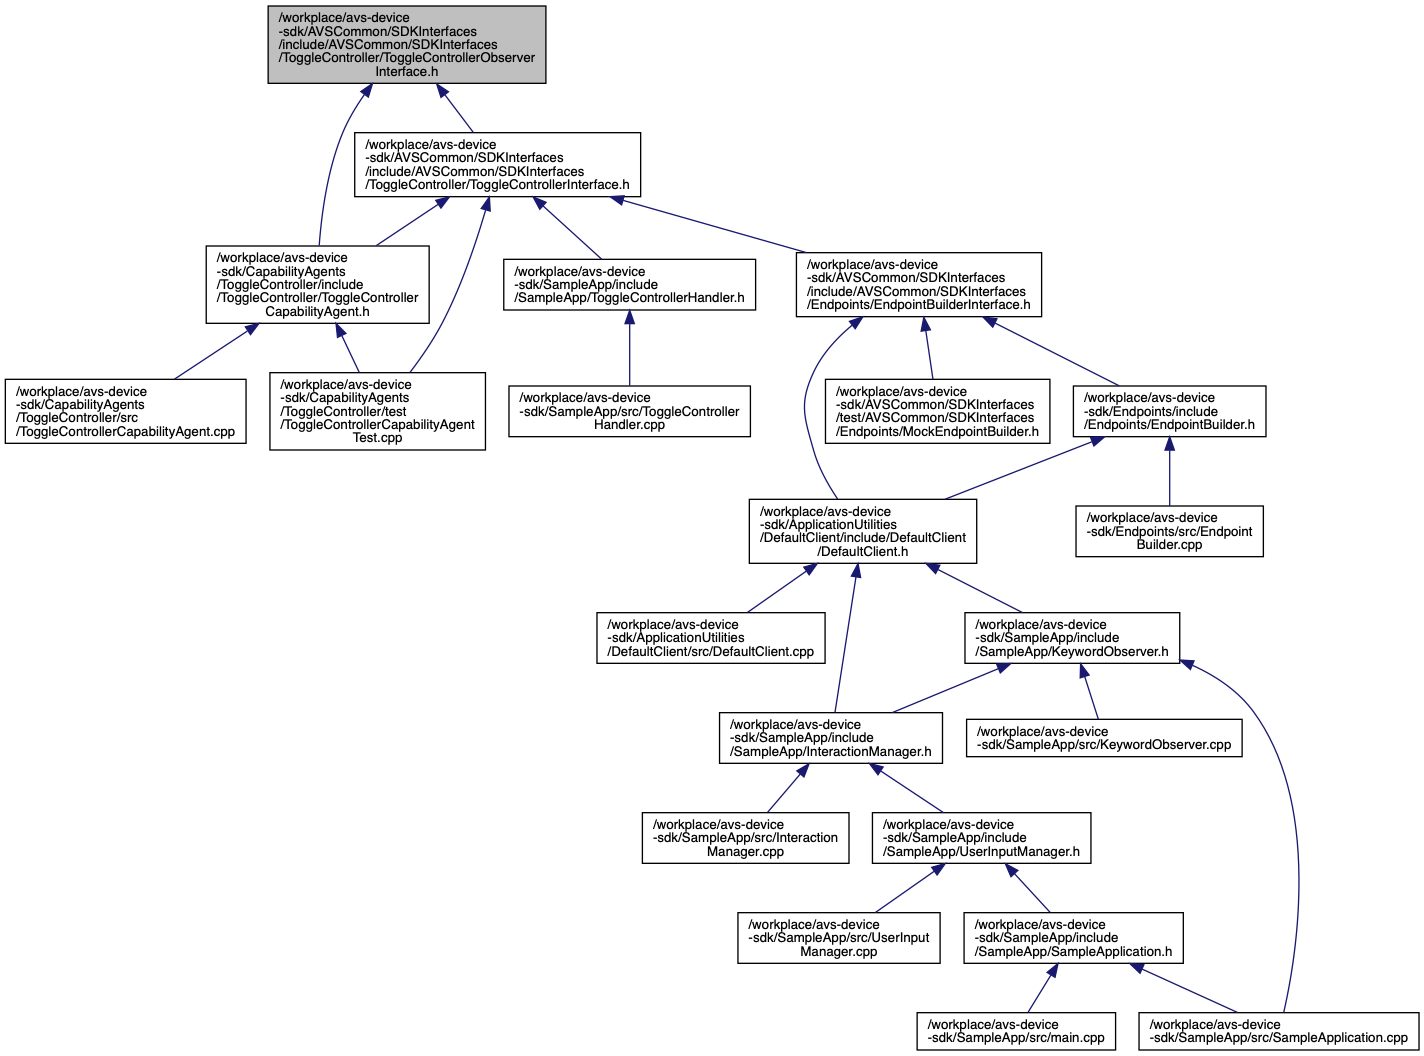 /workplace/avs-device
-sdk/AVSCommon/SDKInterfaces
/include/AVSCommon/SDKInterfaces
/ToggleController/ToggleControllerObserver
Interface.h
/workplace/avs-device
-sdk/AVSCommon/SDKInterfaces
/include/AVSCommon/SDKInterfaces
/ToggleController/ToggleControllerInterface.h
/workplace/avs-device
-sdk/CapabilityAgents
/ToggleController/include
/ToggleController/ToggleController
CapabilityAgent.h
/workplace/avs-device
-sdk/SampleApp/include
/SampleApp/ToggleControllerHandler.h
/workplace/avs-device
-sdk/AVSCommon/SDKInterfaces
/include/AVSCommon/SDKInterfaces
/Endpoints/EndpointBuilderInterface.h
/workplace/avs-device
-sdk/CapabilityAgents
/ToggleController/src
/ToggleControllerCapabilityAgent.cpp
/workplace/avs-device
-sdk/CapabilityAgents
/ToggleController/test
/ToggleControllerCapabilityAgent
Test.cpp
/workplace/avs-device
-sdk/SampleApp/src/ToggleController
Handler.cpp
/workplace/avs-device
-sdk/AVSCommon/SDKInterfaces
/test/AVSCommon/SDKInterfaces
/Endpoints/MockEndpointBuilder.h
/workplace/avs-device
-sdk/Endpoints/include
/Endpoints/EndpointBuilder.h
/workplace/avs-device
-sdk/ApplicationUtilities
/DefaultClient/include/DefaultClient
/DefaultClient.h
/workplace/avs-device
-sdk/Endpoints/src/Endpoint
Builder.cpp
/workplace/avs-device
-sdk/ApplicationUtilities
/DefaultClient/src/DefaultClient.cpp
/workplace/avs-device
-sdk/SampleApp/include
/SampleApp/KeywordObserver.h
/workplace/avs-device
-sdk/SampleApp/include
/SampleApp/InteractionManager.h
/workplace/avs-device
-sdk/SampleApp/src/KeywordObserver.cpp
/workplace/avs-device
-sdk/SampleApp/src/Interaction
Manager.cpp
/workplace/avs-device
-sdk/SampleApp/include
/SampleApp/UserInputManager.h
/workplace/avs-device
-sdk/SampleApp/src/UserInput
Manager.cpp
/workplace/avs-device
-sdk/SampleApp/include
/SampleApp/SampleApplication.h
/workplace/avs-device
-sdk/SampleApp/src/main.cpp
/workplace/avs-device
-sdk/SampleApp/src/SampleApplication.cpp